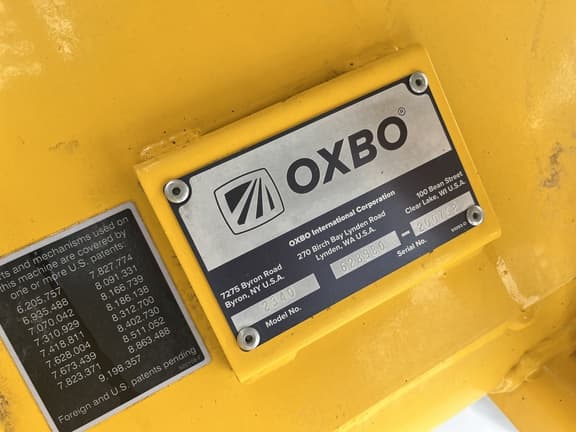 OXBO®
OXBO International Corporation
7275 Byron Road
Byron, NY U.S.A.
270 Birch Bay Lynden Road
Lynden, WA U.S.A.
100 Bean Street
Clear Lake, WI U.S.A.
2340
Model No.
628980
Serial No.
and mechanisms used on
this machine are covered by
one or more U.S. patents:
6.205.757
6.935.488
7.070.042
7.310.929
7.418.811
7.628.004
7.673.439
7.823.371
7.827.774
8.091.331
8.166.739
8.186.138
8.312.700
8.402.730
8.511.052
8.863.488
9.198.357
Foreign and U.S. patents pending